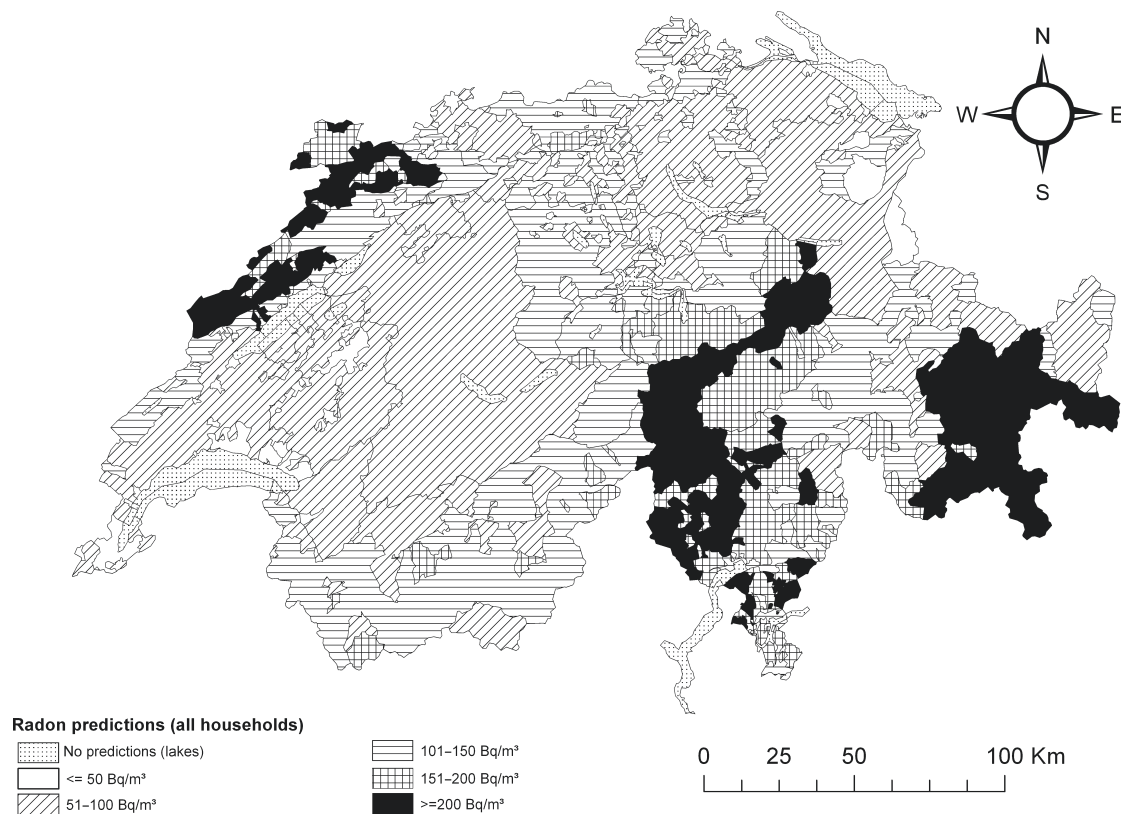 N
W E
S
Radon predictions (all households)
No predictions (lakes)
<= 50 Bq/m³
51–100 Bq/m³
101–150 Bq/m³
151–200 Bq/m³
>=200 Bq/m³
0 25 50 100 Km